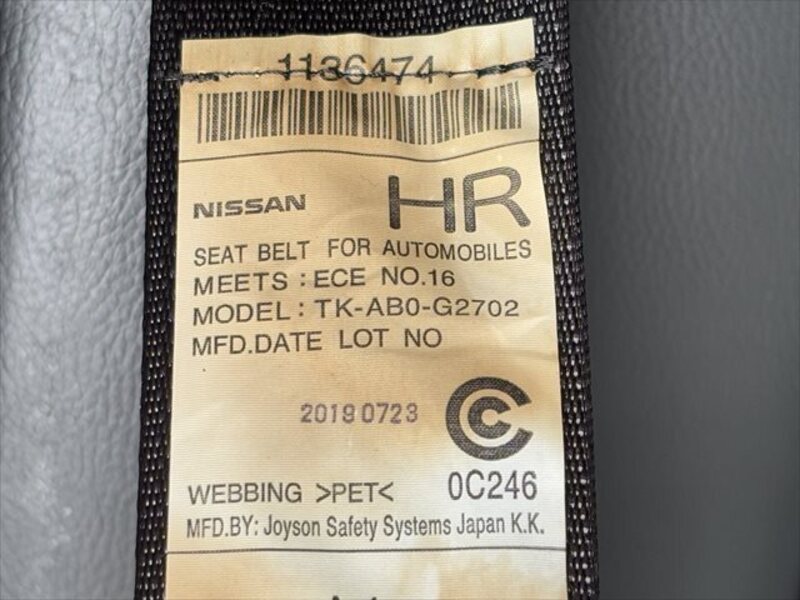 1136474
NISSAN HR
SEAT BELT FOR AUTOMOBILES
MEETS : ECE NO.16
MODEL : TK-AB0-G2702
MFD.DATE LOT NO
20190723
WEBBING >PET< 0C246
MFD.BY: Joyson Safety Systems Japan K.K.